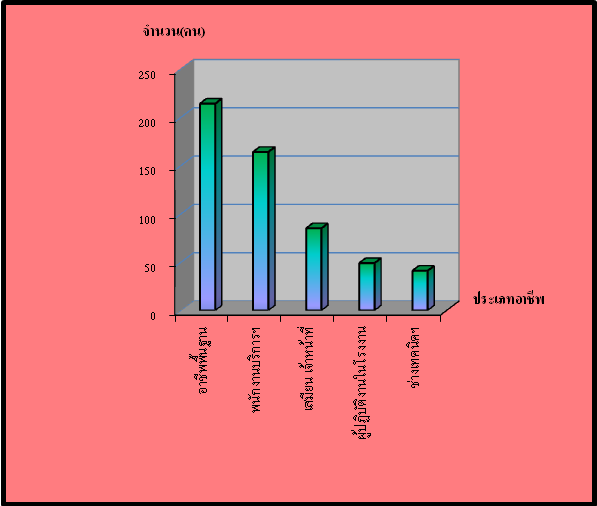 จำนวน(คน)
250
200
150
100
50
0
ประเภทอาชีพ
อาชีพพื้นฐาน
พนักงานบริการฯ
เสมียน เจ้าหน้าที่
ผู้ปฏิบัติงานในโรงงาน
ช่างเทคนิคฯ